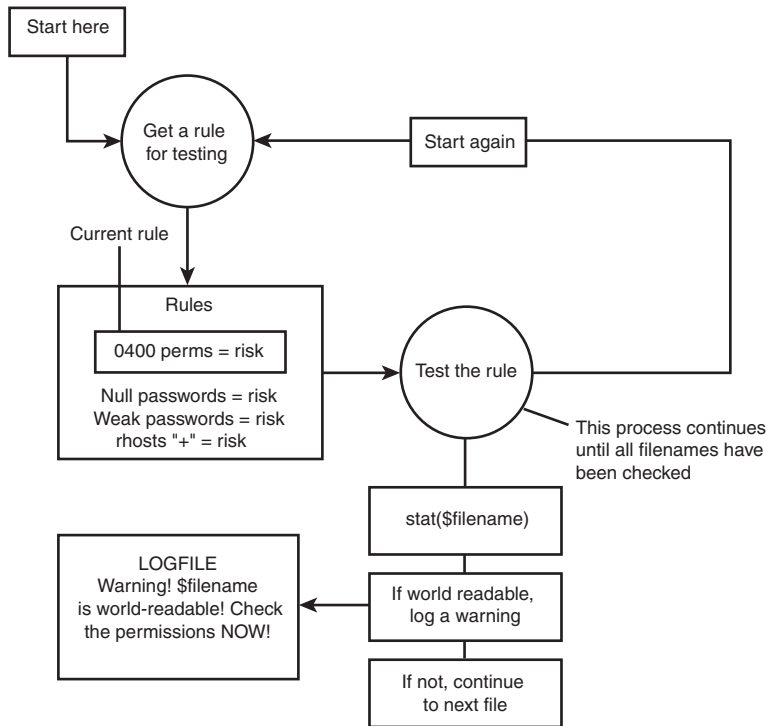 Start here
Get a rule
for testing
Start again
Current rule
Rules
0400 perms = risk
Null passwords = risk
Weak passwords = risk
rhosts "+" = risk
Test the rule
This process continues
until all filenames have
been checked
stat($filename)
LOGFILE
Warning! $filename
is world-readable! Check
the permissions NOW!
If world readable,
log a warning
If not, continue
to next file